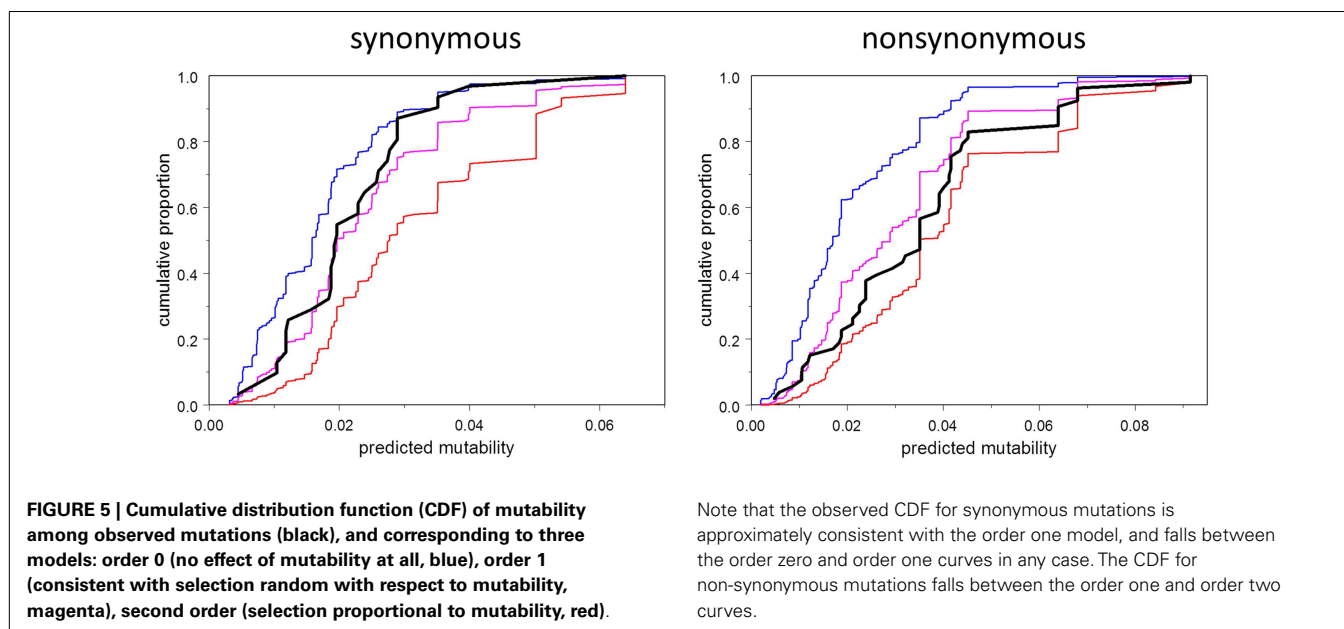 synonymous
nonsynonymous
1.0
0.8
0.6
0.4
0.2
0.0
cumulative proportion
0.00
0.02
0.04
0.06
predicted mutability
1.0
0.8
0.6
0.4
0.2
0.0
cumulative proportion
0.00
0.02
0.04
0.06
0.08
predicted mutability
FIGURE 5 | Cumulative distribution function (CDF) of mutability
among observed mutations (black), and corresponding to three
models: order 0 (no effect of mutability at all, blue), order 1
(consistent with selection random with respect to mutability,
magenta), second order (selection proportional to mutability, red).
Note that the observed CDF for synonymous mutations is
approximately consistent with the order one model, and falls between
the order zero and order one curves in any case. The CDF for
non-synonymous mutations falls between the order one and order two
curves.